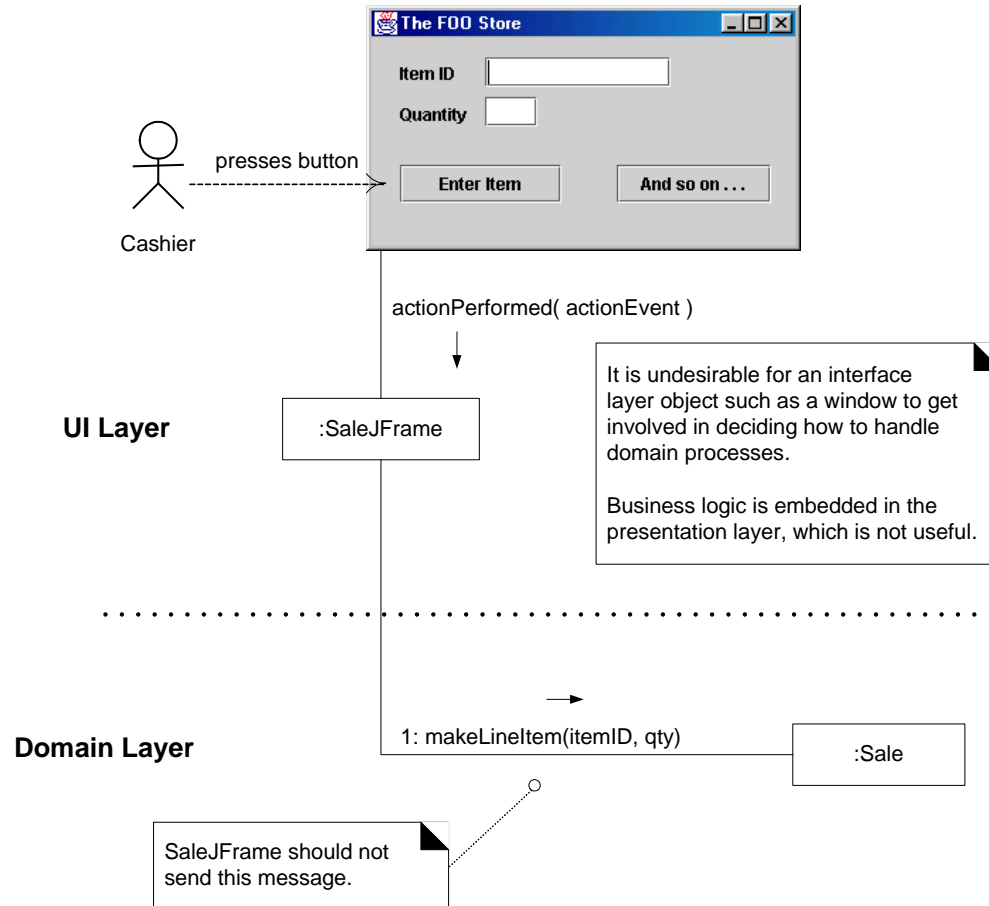 The FOO Store
Item ID
Quantity
presses button
Enter Item
And so on . . .
Cashier
actionPerformed( actionEvent )
It is undesirable for an interface
layer object such as a window to get
involved in deciding how to handle
domain processes.
Business logic is embedded in the
presentation layer, which is not useful.
UI Layer
:SaleJFrame
1: makeLineItem(itemID, qty)
Domain Layer
:Sale
SaleJFrame should not
send this message.